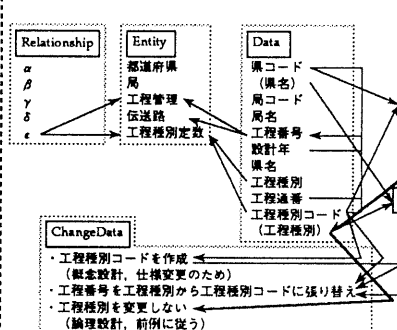 Relationship
α
β
γ
δ
ε
Entity
都道府県
局
工程管理
伝送路
工程種別定数
Data
県コード
(県名)
局コード
局名
工程番号
設計年
県名
工程種別
工程通番
工程種別コード
(工程種別)
ChangeData
・工程種別コードを作成
(概念設計, 仕様変更のため)
・工程番号を工程種別から工程種別コードに張り替え
・工程種別を変更しない
(論理設計, 前例に従う)